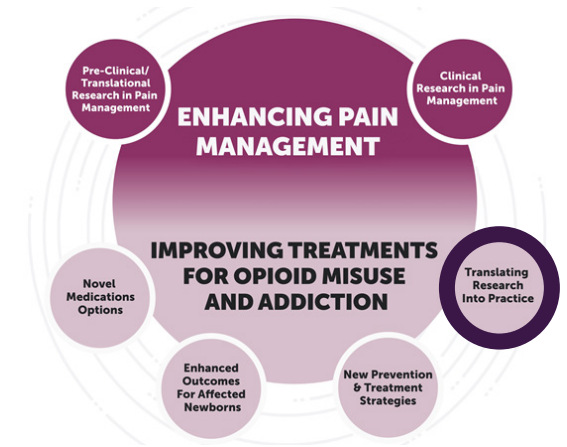 Pre-Clinical/
Translational
Research in Pain
Management
Clinical
Research in Pain
Management
ENHANCING PAIN
MANAGEMENT
IMPROVING TREATMENTS
FOR OPIOID MISUSE
AND ADDICTION
Novel
Medications
Options
Translating
Research
Into Practice
Enhanced
Outcomes
For Affected
Newborns
New Prevention
& Treatment
Strategies